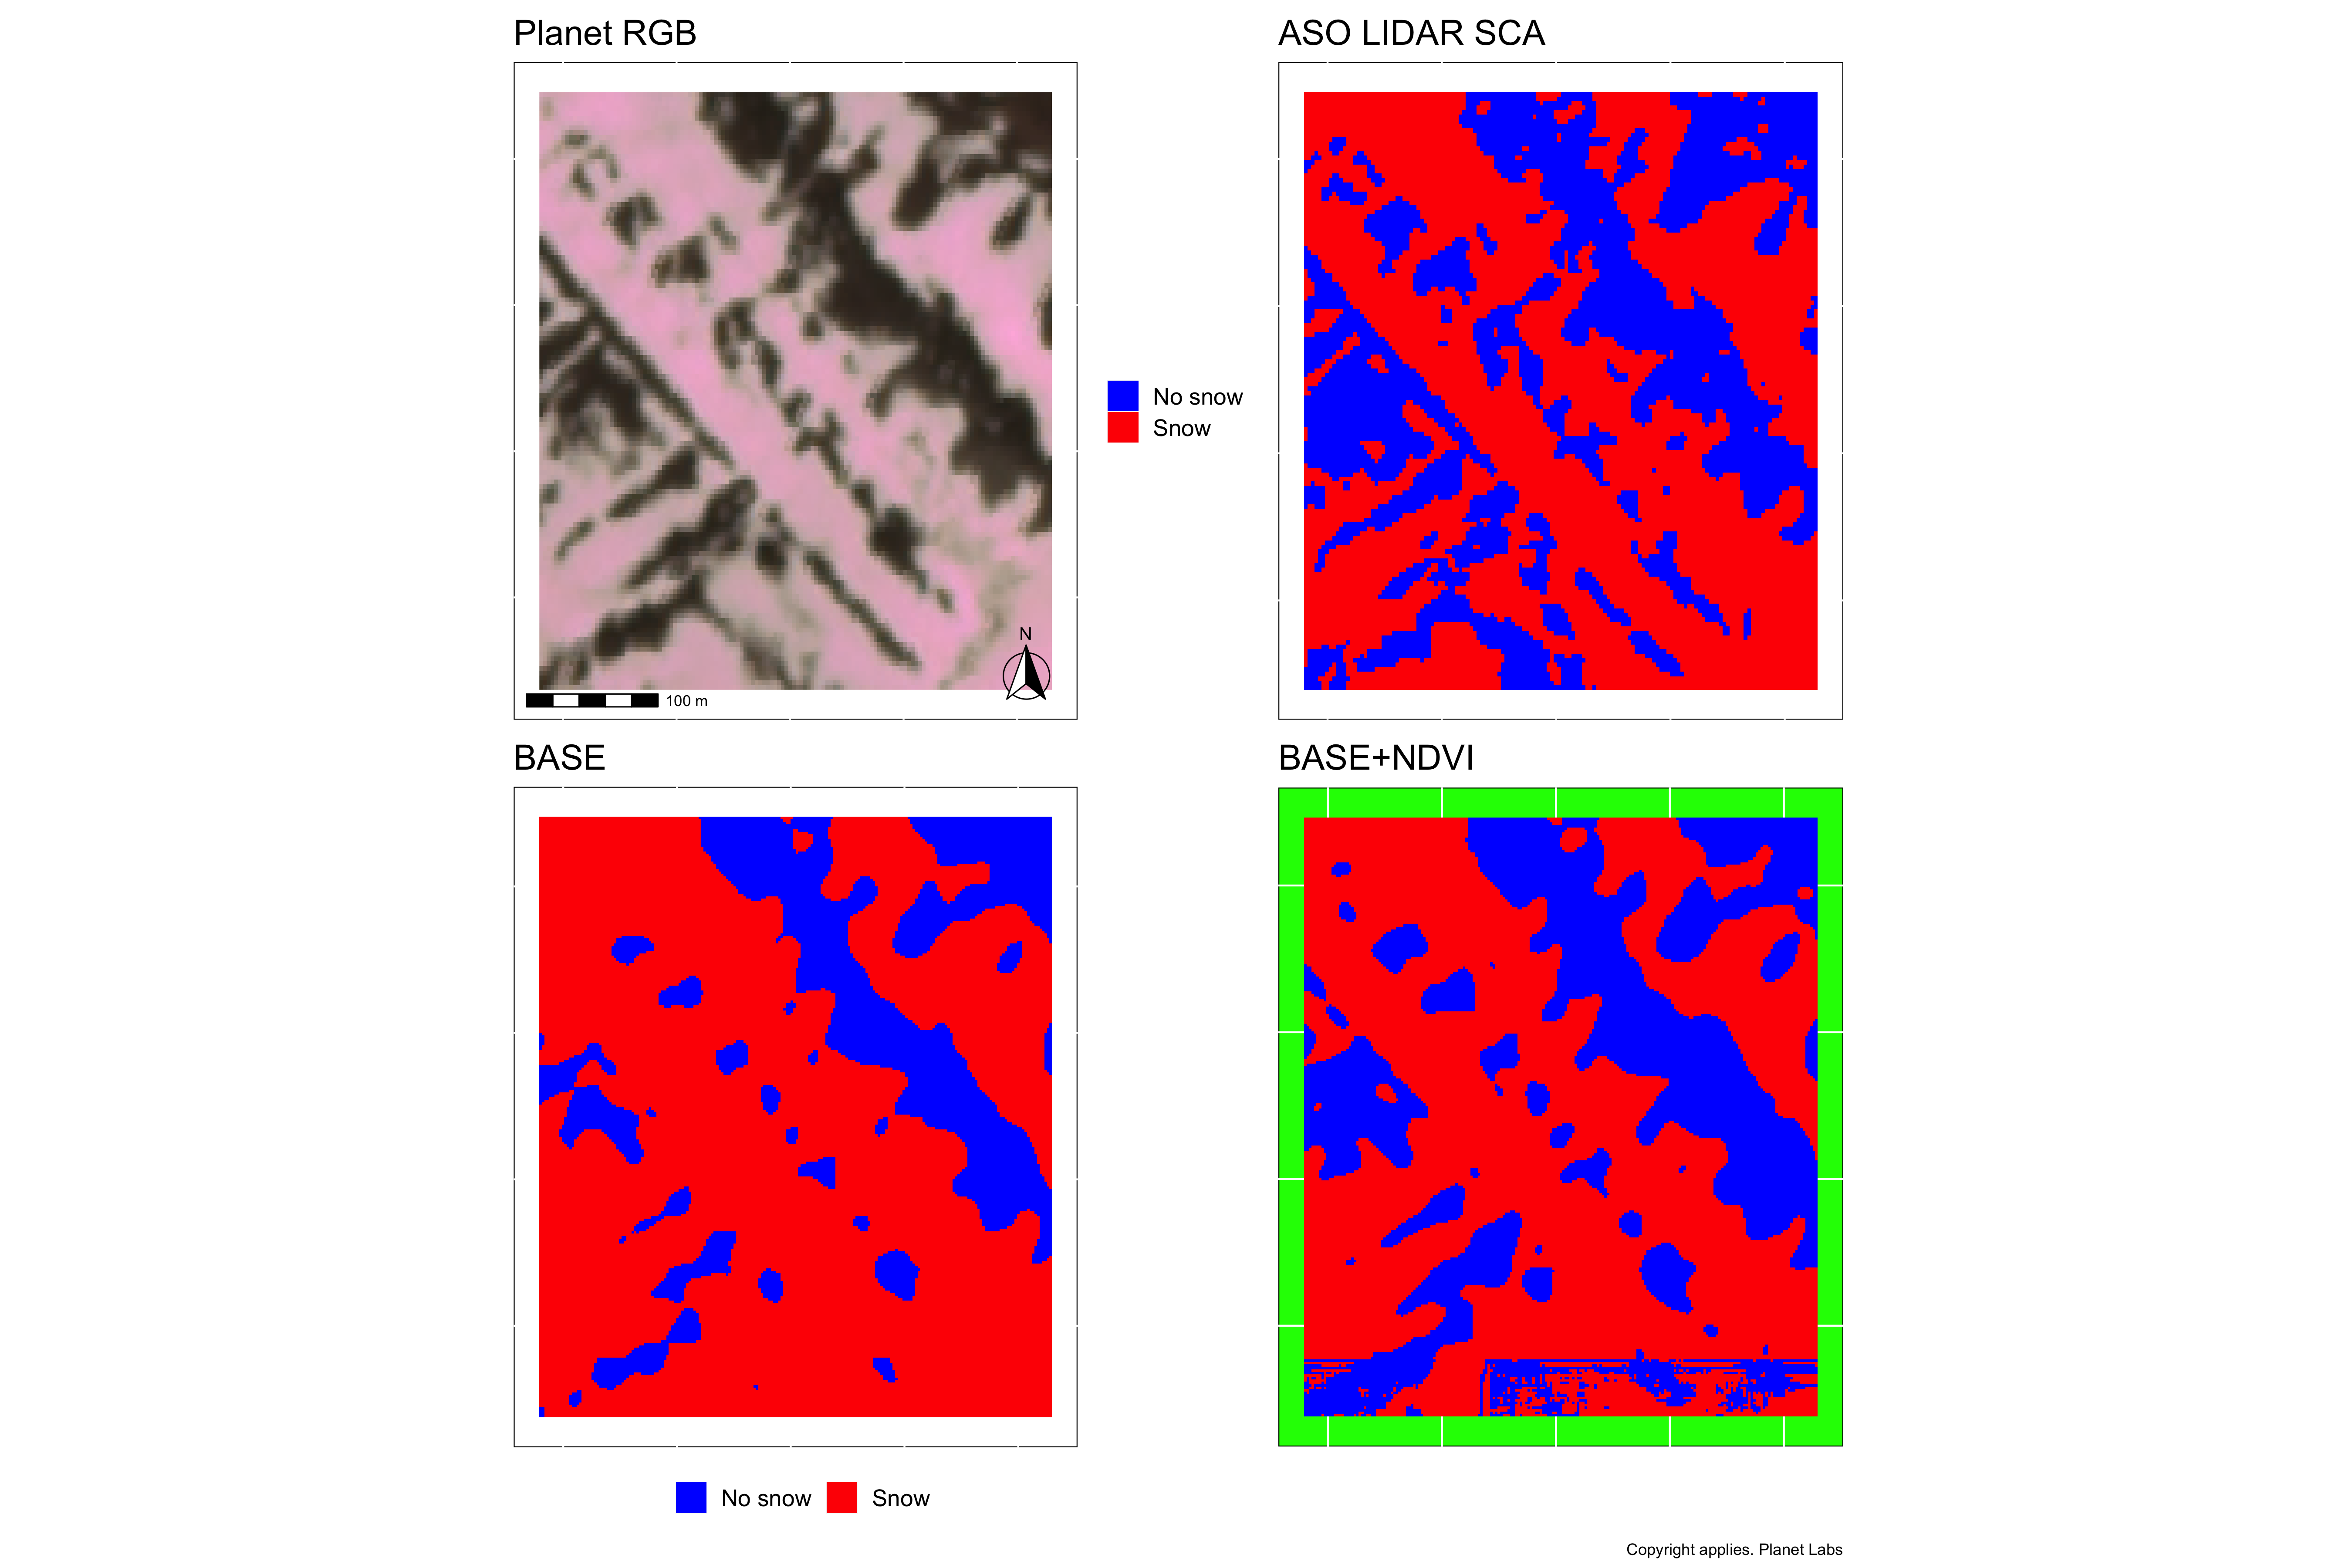 Planet RGB
ASO LIDAR SCA
No snow
Snow
N
100 m
BASE
BASE+NDVI
No snow
Snow
Copyright applies. Planet Labs